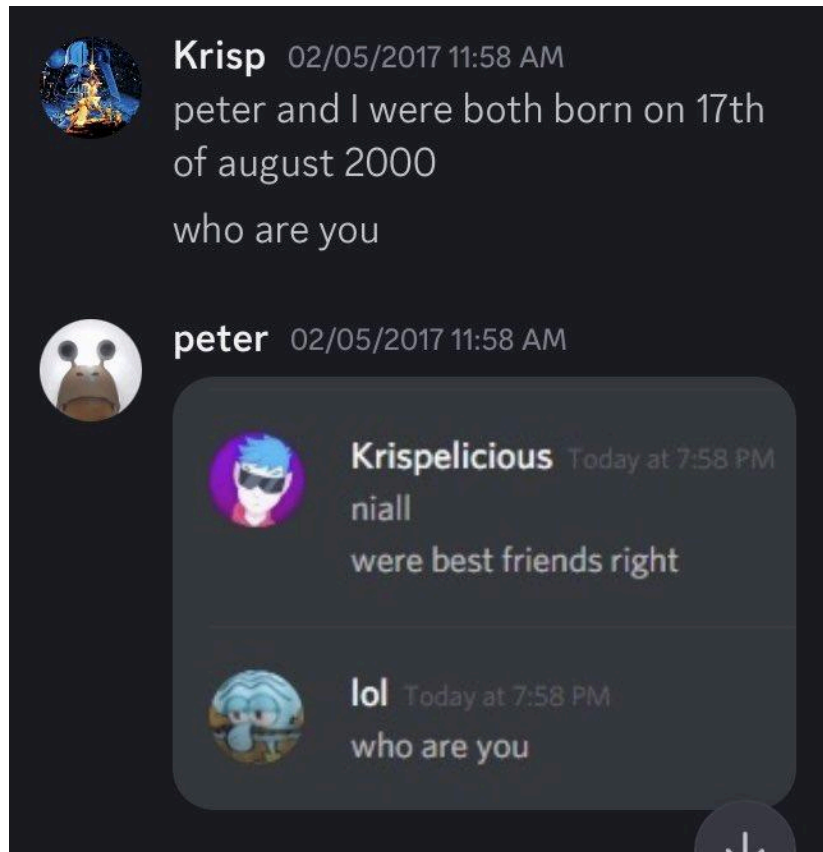 Krisp 02/05/2017 11:58 AM
peter and I were both born on 17th
of august 2000
who are you
peter 02/05/2017 11:58 AM
Krispelicious Today at 7:58 PM
niall
were best friends right
lol Today at 7:58 PM
who are you